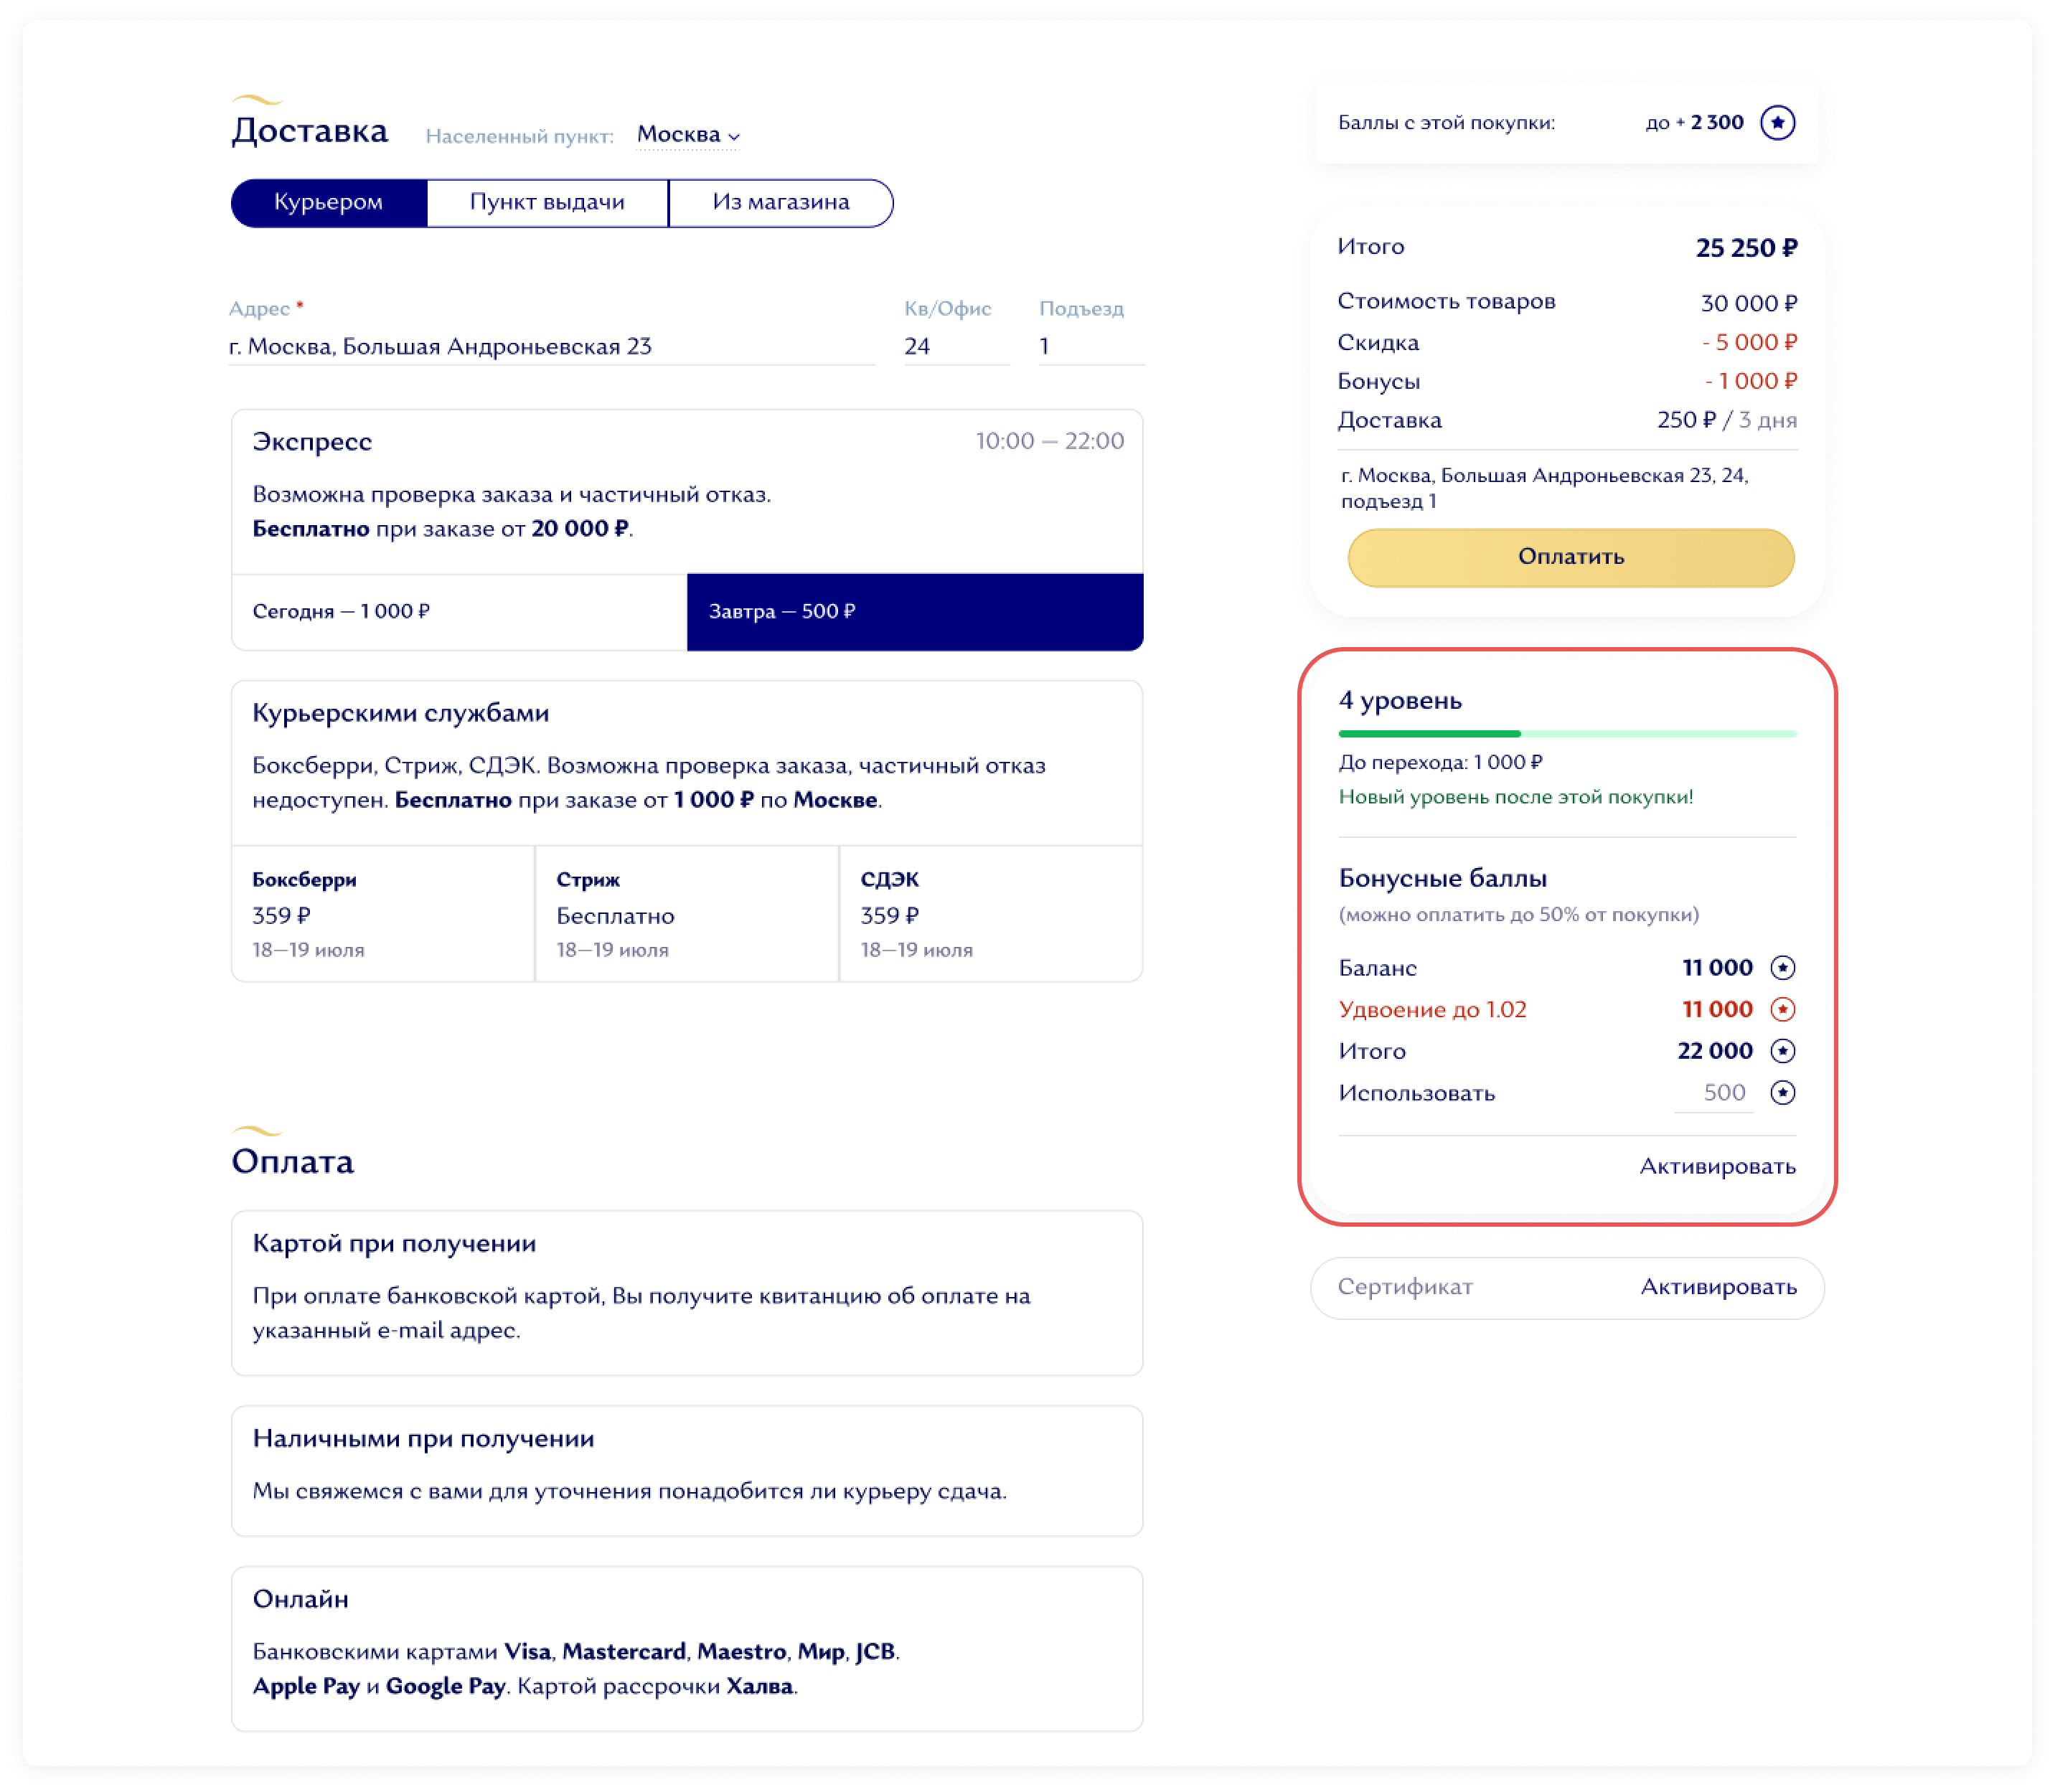 Доставка
Населенный пункт: Москва
Курьером
Пункт выдачи
Из магазина
Адрес *
г. Москва, Большая Андроньевская 23
Кв/Офис
24
Подъезд
1
Экспресс
10:00 — 22:00
Возможна проверка заказа и частичный отказ.
Бесплатно при заказе от 20 000 ₽.
Сегодня — 1 000 ₽
Завтра — 500 ₽
Курьерскими службами
Боксберри, Стриж, СДЭК. Возможна проверка заказа, частичный отказ
недоступен. Бесплатно при заказе от 1 000 ₽ по Москве.
Боксберри
359 ₽
18—19 июля
Стриж
Бесплатно
18—19 июля
СДЭК
359 ₽
18—19 июля
Оплата
Картой при получении
При оплате банковской картой, Вы получите квитанцию об оплате на
указанный e-mail адрес.
Наличными при получении
Мы свяжемся с вами для уточнения понадобится ли курьеру сдача.
Онлайн
Банковскими картами Visa, Mastercard, Maestro, Мир, JCB.
Apple Pay и Google Pay. Картой рассрочки Халва.
Баллы с этой покупки: до + 2 300
Итого 25 250 ₽
Стоимость товаров 30 000 ₽
Скидка - 5 000 ₽
Бонусы - 1 000 ₽
Доставка 250 ₽ / 3 дня
г. Москва, Большая Андроньевская 23, 24,
подъезд 1
Оплатить
4 уровень
До перехода: 1 000 ₽
Новый уровень после этой покупки!
Бонусные баллы
(можно оплатить до 50% от покупки)
Баланс 11 000
Удвоение до 1.02 11 000
Итого 22 000
Использовать 500
Активировать
Сертификат Активировать